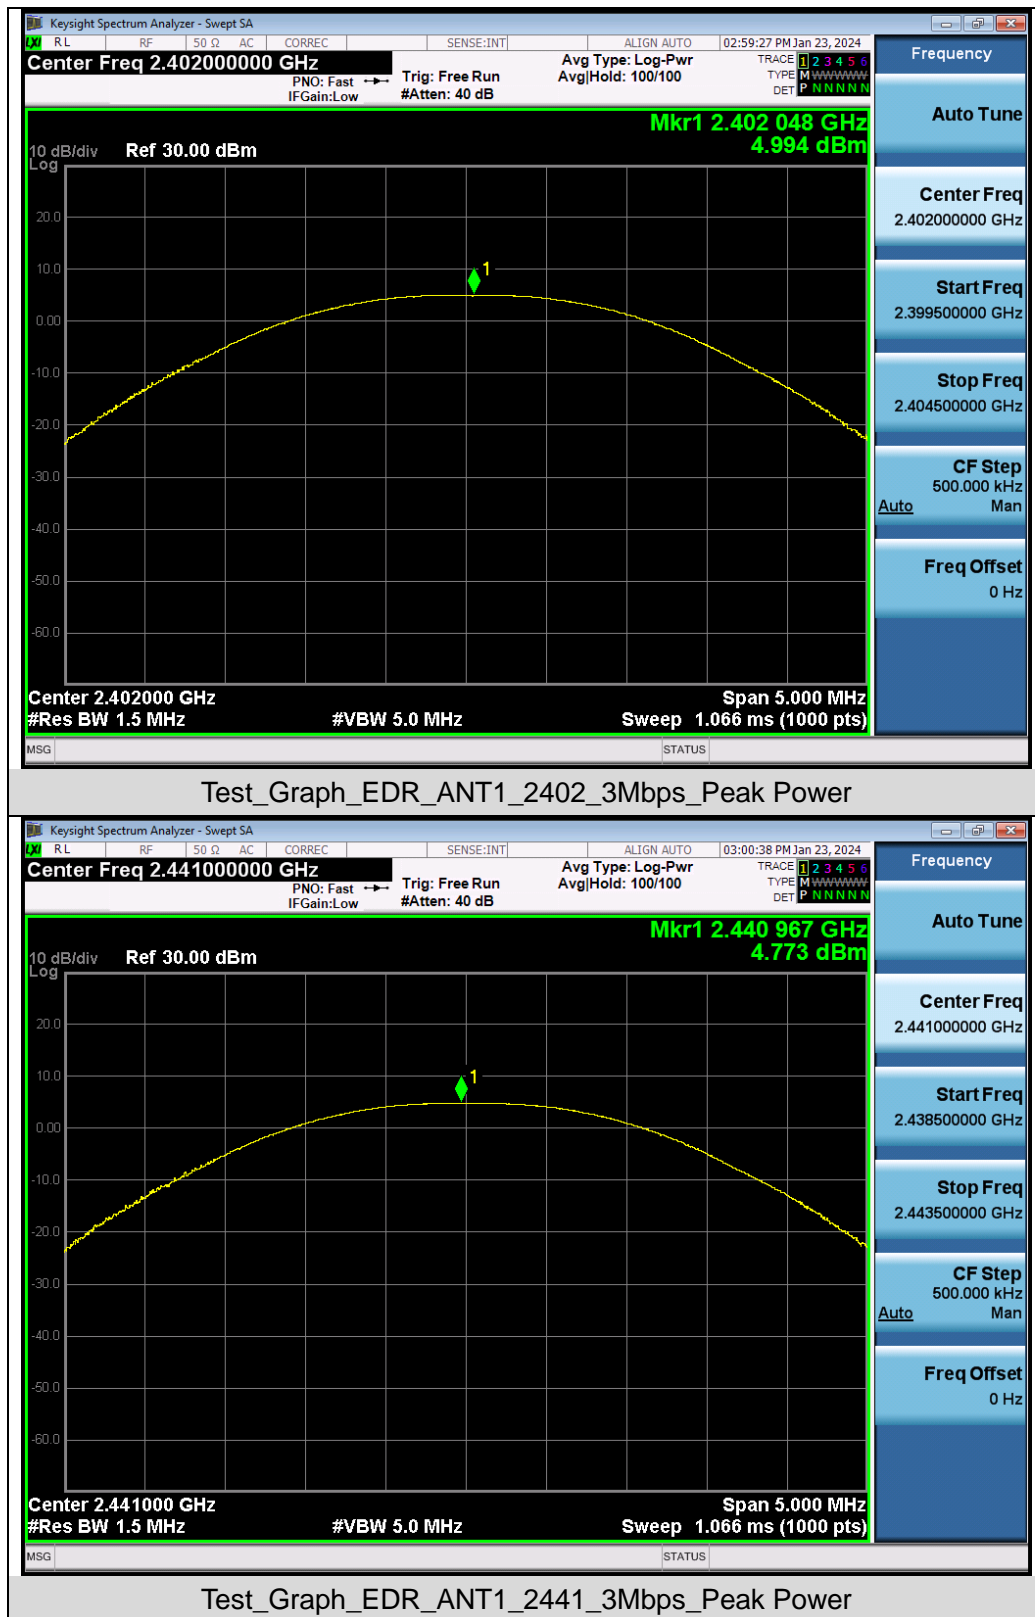 Keysight Spectrum Analyzer - Swept SA
LXI RL RF 50 Ω AC CORREC SENSE:INT ALIGN AUTO 02:59:27 PM Jan 23, 2024
Center Freq 2.402000000 GHz
PNO: Fast
IFGain:Low
Trig: Free Run
#Atten: 40 dB
Avg Type: Log-Pwr
Avg|Hold: 100/100
TRACE 1 2 3 4 5 6
TYPE M WWWWW
DET P N N N N N
Mkr1 2.402 048 GHz
4.994 dBm
10 dB/div Ref 30.00 dBm
Log
20.0
10.0
0.00
-10.0
-20.0
-30.0
-40.0
-50.0
-60.0
1
Center 2.402000 GHz Span 5.000 MHz
#Res BW 1.5 MHz #VBW 5.0 MHz Sweep 1.066 ms (1000 pts)
MSG STATUS
Frequency
Auto Tune
Center Freq
2.402000000 GHz
Start Freq
2.399500000 GHz
Stop Freq
2.404500000 GHz
CF Step
500.000 kHz
Auto Man
Freq Offset
0 Hz
Test_Graph_EDR_ANT1_2402_3Mbps_Peak Power
Keysight Spectrum Analyzer - Swept SA
LXI RL RF 50 Ω AC CORREC SENSE:INT ALIGN AUTO 03:00:38 PM Jan 23, 2024
Center Freq 2.441000000 GHz
PNO: Fast
IFGain:Low
Trig: Free Run
#Atten: 40 dB
Avg Type: Log-Pwr
Avg|Hold: 100/100
TRACE 1 2 3 4 5 6
TYPE M WWWWW
DET P N N N N N
Mkr1 2.440 967 GHz
4.773 dBm
10 dB/div Ref 30.00 dBm
Log
20.0
10.0
0.00
-10.0
-20.0
-30.0
-40.0
-50.0
-60.0
1
Center 2.441000 GHz Span 5.000 MHz
#Res BW 1.5 MHz #VBW 5.0 MHz Sweep 1.066 ms (1000 pts)
MSG STATUS
Frequency
Auto Tune
Center Freq
2.441000000 GHz
Start Freq
2.438500000 GHz
Stop Freq
2.443500000 GHz
CF Step
500.000 kHz
Auto Man
Freq Offset
0 Hz
Test_Graph_EDR_ANT1_2441_3Mbps_Peak Power